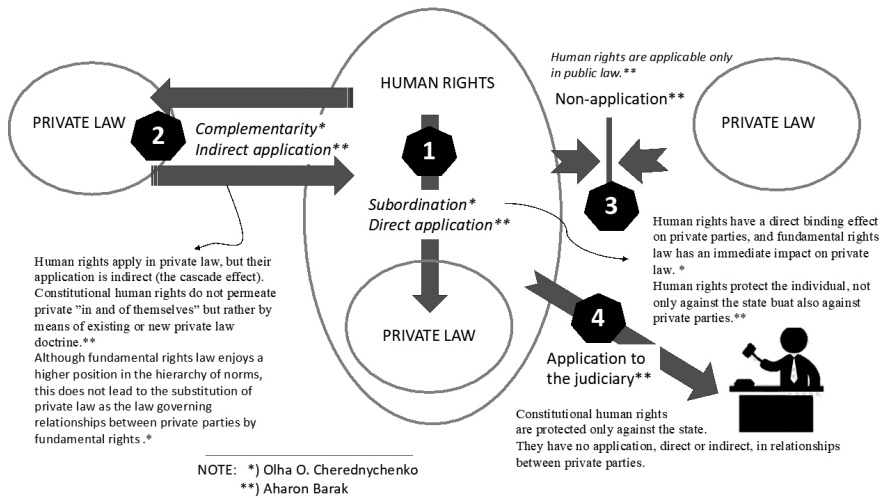 HUMAN RIGHTS
PRIVATE LAW
2
Complementarity*
Indirect application**
1
Subordination*
Direct application**
PRIVATE LAW
Human rights are applicable only
in public law.**
Non-application**
PRIVATE LAW
3
Human rights have a direct binding effect
on private parties, and fundamental rights
law has an immediate impact on private
law. *
Human rights protect the individual, not
only against the state buat also against
private parties.**
Human rights apply in private law, but their
application is indirect (the cascade effect).
Constitutional human rights do not permeate
private ”in and of themselves” but rather by
means of existing or new private law
doctrine.**
Although fundamental rights law enjoys a
higher position in the hierarchy of norms,
this does not lead to the substitution of
private law as the law governing
relationships between private parties by
fundamental rights .*
4
Application to
the judiciary**
Constitutional human rights
are protected only against the state.
They have no application, direct or indirect, in relationships
between private parties.
NOTE: *) Olha O. Cherednychenko
**) Aharon Barak